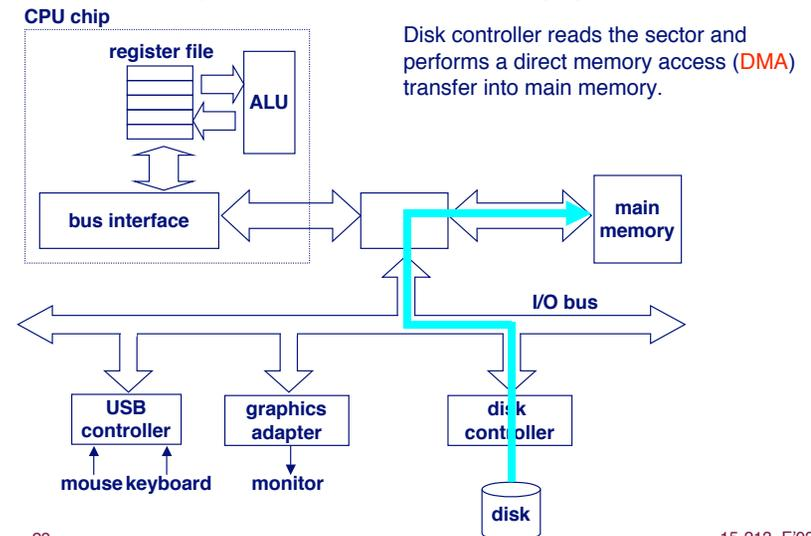 CPU chip
Disk controller reads the sector and
performs a direct memory access (DMA)
transfer into main memory.
register file
ALU
bus interface
main
memory
I/O bus
USB
controller
graphics
adapter
disk
controller
mouse keyboard
monitor
disk